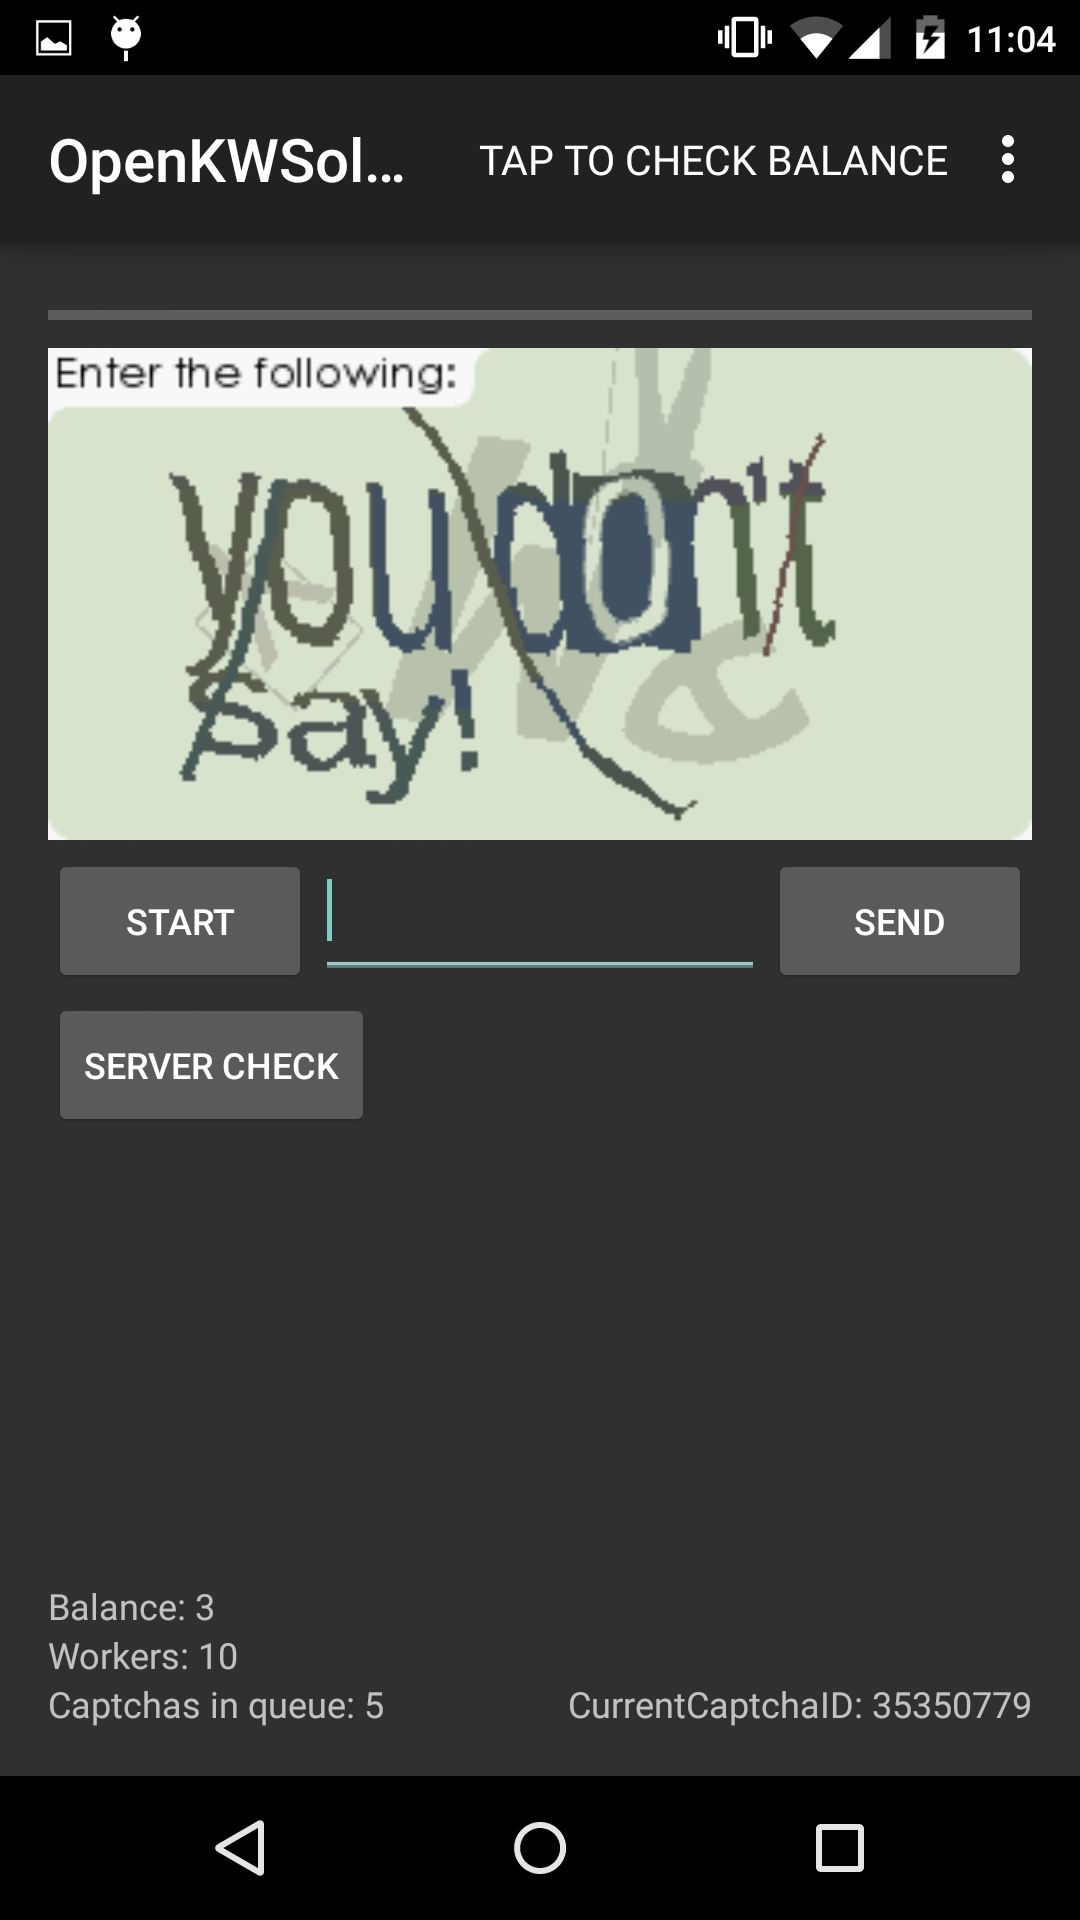 11:04
OpenKWSol...
TAP TO CHECK BALANCE
Enter the following:
you don't
say!
START
SEND
SERVER CHECK
Balance: 3
Workers: 10
Captchas in queue: 5
CurrentCaptchaID: 35350779